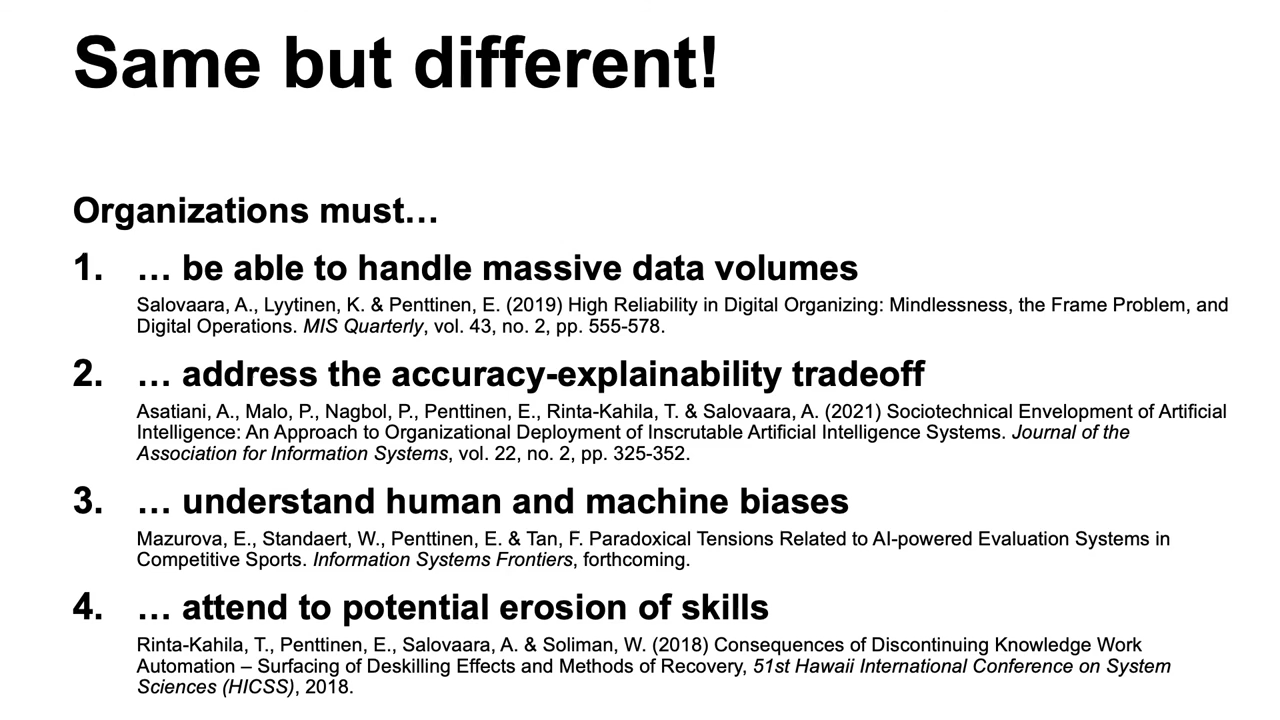 Same but different!
Organizations must…
1. … be able to handle massive data volumes
Salovaara, A., Lyytinen, K. & Penttinen, E. (2019) High Reliability in Digital Organizing: Mindlessness, the Frame Problem, and
Digital Operations. MIS Quarterly, vol. 43, no. 2, pp. 555-578.
2. … address the accuracy-explainability tradeoff
Asatiani, A., Malo, P., Nagbol, P., Penttinen, E., Rinta-Kahila, T. & Salovaara, A. (2021) Sociotechnical Envelopment of Artificial
Intelligence: An Approach to Organizational Deployment of Inscrutable Artificial Intelligence Systems. Journal of the
Association for Information Systems, vol. 22, no. 2, pp. 325-352.
3. … understand human and machine biases
Mazurova, E., Standaert, W., Penttinen, E. & Tan, F. Paradoxical Tensions Related to AI-powered Evaluation Systems in
Competitive Sports. Information Systems Frontiers, forthcoming.
4. … attend to potential erosion of skills
Rinta-Kahila, T., Penttinen, E., Salovaara, A. & Soliman, W. (2018) Consequences of Discontinuing Knowledge Work
Automation – Surfacing of Deskilling Effects and Methods of Recovery, 51st Hawaii International Conference on System
Sciences (HICSS), 2018.